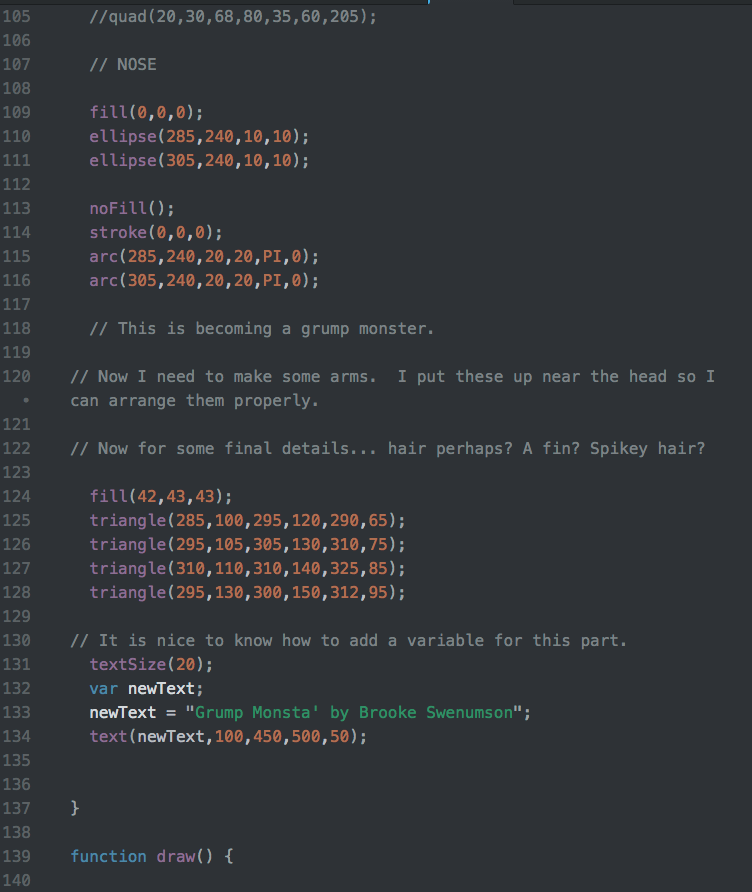 105 //quad(20,30,68,80,35,60,205);
106
107 // NOSE
108
109 fill(0,0,0);
110 ellipse(285,240,10,10);
111 ellipse(305,240,10,10);
112
113 noFill();
114 stroke(0,0,0);
115 arc(285,240,20,20,PI,0);
116 arc(305,240,20,20,PI,0);
117
118 // This is becoming a grump monster.
119
120 // Now I need to make some arms.  I put these up near the head so I
• can arrange them properly.
121
122 // Now for some final details... hair perhaps? A fin? Spikey hair?
123
124 fill(42,43,43);
125 triangle(285,100,295,120,290,65);
126 triangle(295,105,305,130,310,75);
127 triangle(310,110,310,140,325,85);
128 triangle(295,130,300,150,312,95);
129
130 // It is nice to know how to add a variable for this part.
131 textSize(20);
132 var newText;
133 newText = "Grump Monsta' by Brooke Swenumson";
134 text(newText,100,450,500,50);
135
136
137 }
138
139 function draw() {
140